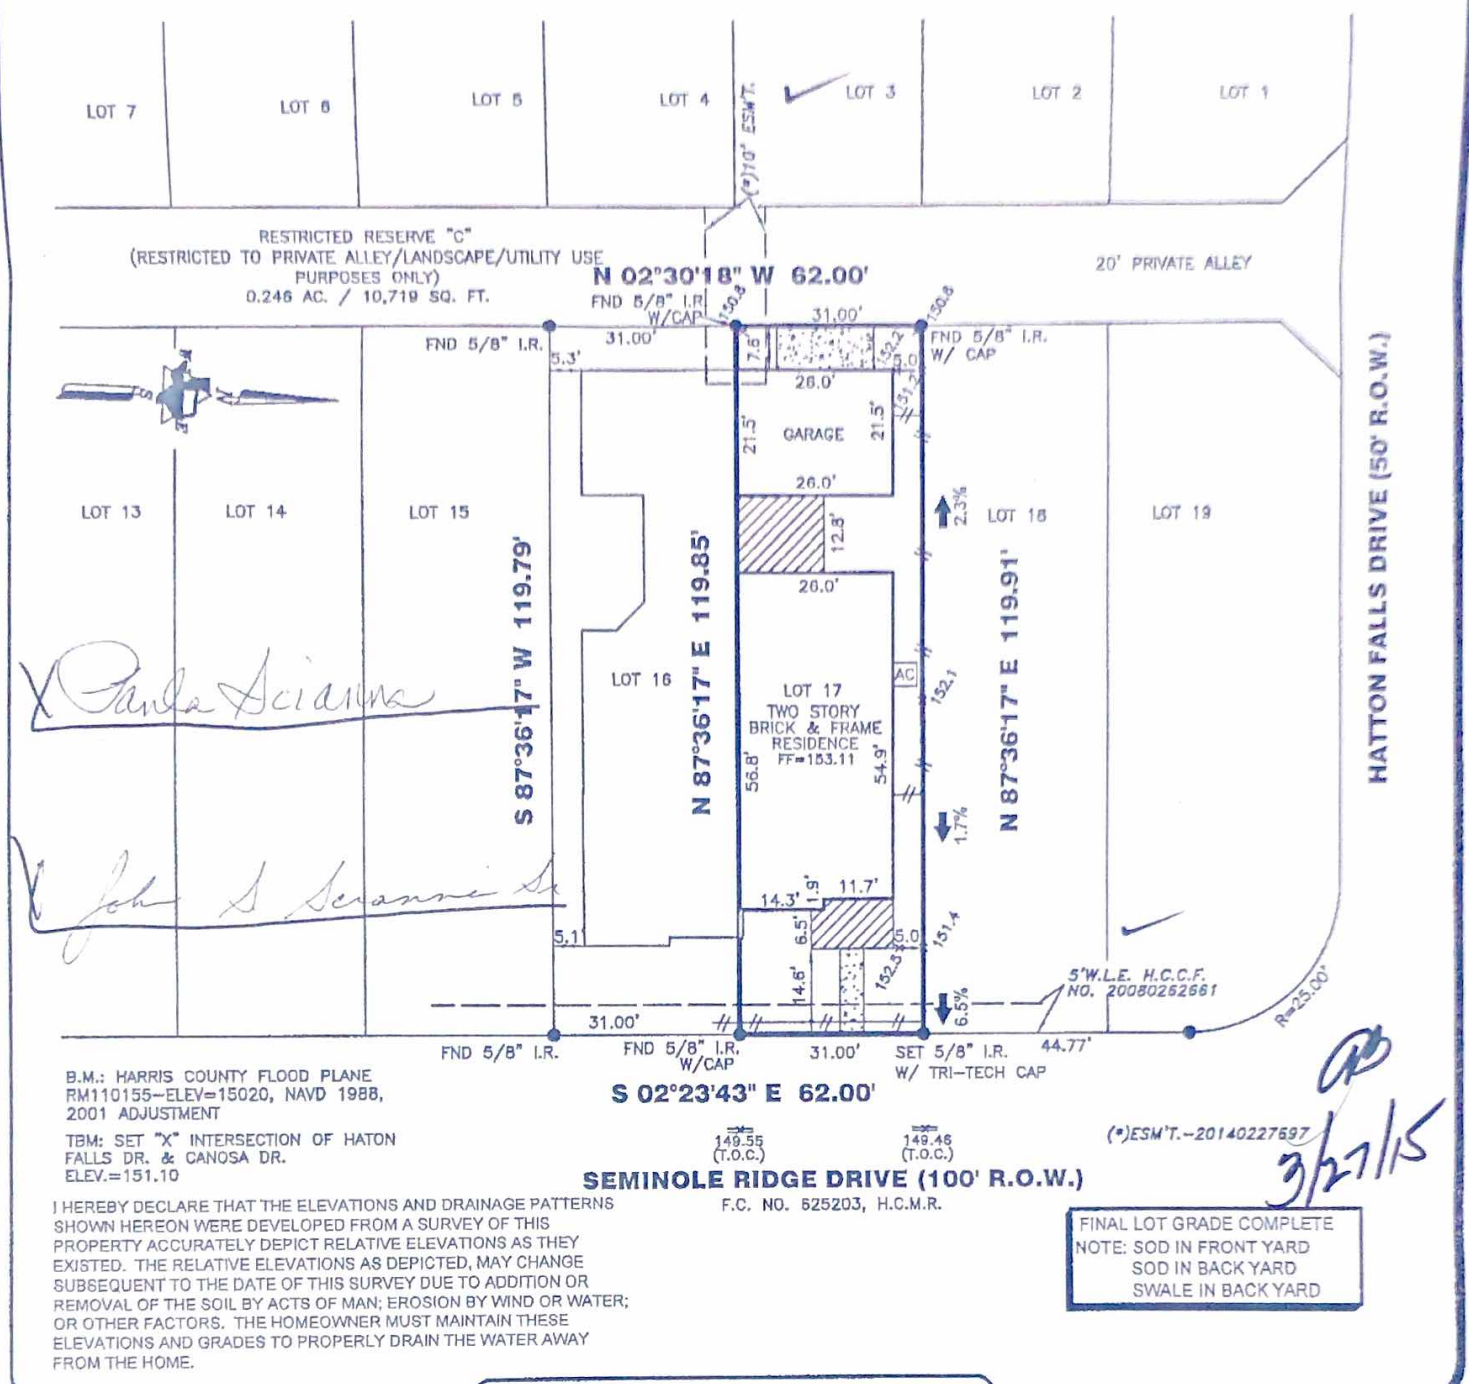 LOT 7
LOT 6
LOT 5
LOT 4
(*)10' ESM'T.
LOT 3
LOT 2
LOT 1
RESTRICTED RESERVE "C"
(RESTRICTED TO PRIVATE ALLEY/LANDSCAPE/UTILITY USE
PURPOSES ONLY)
0.246 AC. / 10,719 SQ. FT.
N 02°30'18" W 62.00'
20' PRIVATE ALLEY
FND 5/8" I.R.
W/CAP
150.8
31.00'
150.8
FND 5/8" I.R.
31.00'
FND 5/8" I.R.
W/ CAP
5.3'
7.6'
152.2
5.0
26.0'
151.2
N
S
E
21.5'
GARAGE
21.5'
26.0'
12.8'
26.0'
LOT 13
LOT 14
LOT 15
2.3%
LOT 18
LOT 19
S 87°36'17" W 119.79'
N 87°36'17" E 119.85'
N 87°36'17" E 119.91'
HATTON FALLS DRIVE (50' R.O.W.)
LOT 16
AC
152.1
LOT 17
TWO STORY
BRICK & FRAME
RESIDENCE
FF=153.11
56.8'
54.9'
1.7%
X Paula Scianna
John S Scianna Sr
14.3'
1.9'
11.7'
6.5'
5.0
151.4
5.1
14.6'
152.5
6.5%
5'W.L.E. H.C.C.F.
NO. 20080262661
R=25.00'
31.00'
FND 5/8" I.R.
FND 5/8" I.R.
W/CAP
31.00'
SET 5/8" I.R.
W/ TRI-TECH CAP
44.77'
S 02°23'43" E 62.00'
B.M.: HARRIS COUNTY FLOOD PLANE
RM110155-ELEV=15020, NAVD 1988,
2001 ADJUSTMENT
TBM: SET "X" INTERSECTION OF HATON
FALLS DR. & CANOSA DR.
ELEV.=151.10
149.55
(T.O.C.)
149.46
(T.O.C.)
(*)ESM'T.-20140227697
3/27/15
SEMINOLE RIDGE DRIVE (100' R.O.W.)
F.C. NO. 625203, H.C.M.R.
I HEREBY DECLARE THAT THE ELEVATIONS AND DRAINAGE PATTERNS
SHOWN HEREON WERE DEVELOPED FROM A SURVEY OF THIS
PROPERTY ACCURATELY DEPICT RELATIVE ELEVATIONS AS THEY
EXISTED. THE RELATIVE ELEVATIONS AS DEPICTED, MAY CHANGE
SUBSEQUENT TO THE DATE OF THIS SURVEY DUE TO ADDITION OR
REMOVAL OF THE SOIL BY ACTS OF MAN; EROSION BY WIND OR WATER;
OR OTHER FACTORS. THE HOMEOWNER MUST MAINTAIN THESE
ELEVATIONS AND GRADES TO PROPERLY DRAIN THE WATER AWAY
FROM THE HOME.
FINAL LOT GRADE COMPLETE
NOTE: SOD IN FRONT YARD
SOD IN BACK YARD
SWALE IN BACK YARD